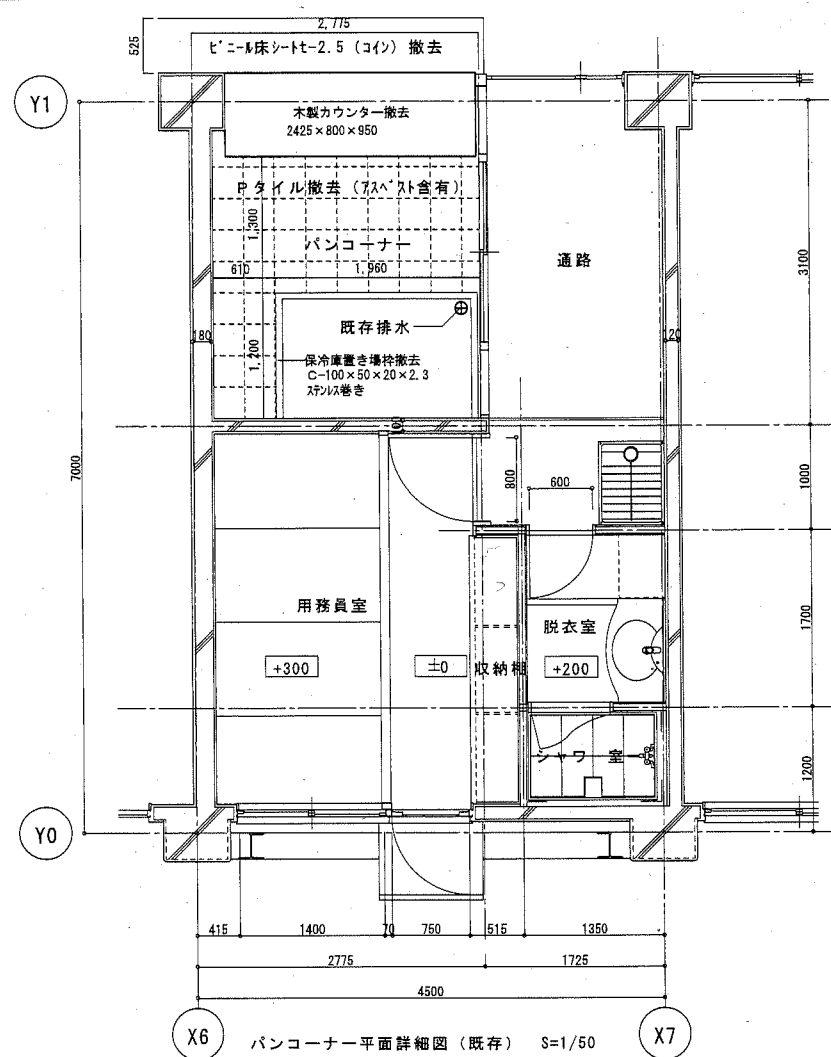 2,775
525
ビニール床シートt-2.5 (コイン) 撤去
Y1
木製カウンター撤去
2425×800×950
Pタイル撤去 (アスベスト含有)
1,300
パンコーナー
610
1,960
通路
3100
既存排水
180
120
1,200
保冷庫置き場枠撤去
C-100×50×20×2.3
ステンレス巻き
100
7000
800
600
1000
用務員室
脱衣室
1700
+300
±0
収納棚
+200
シャワー室
1200
Y0
415
1400
70
750
515
1350
2775
1725
4500
X6
パンコーナー平面詳細図 (既存) S=1/50
X7